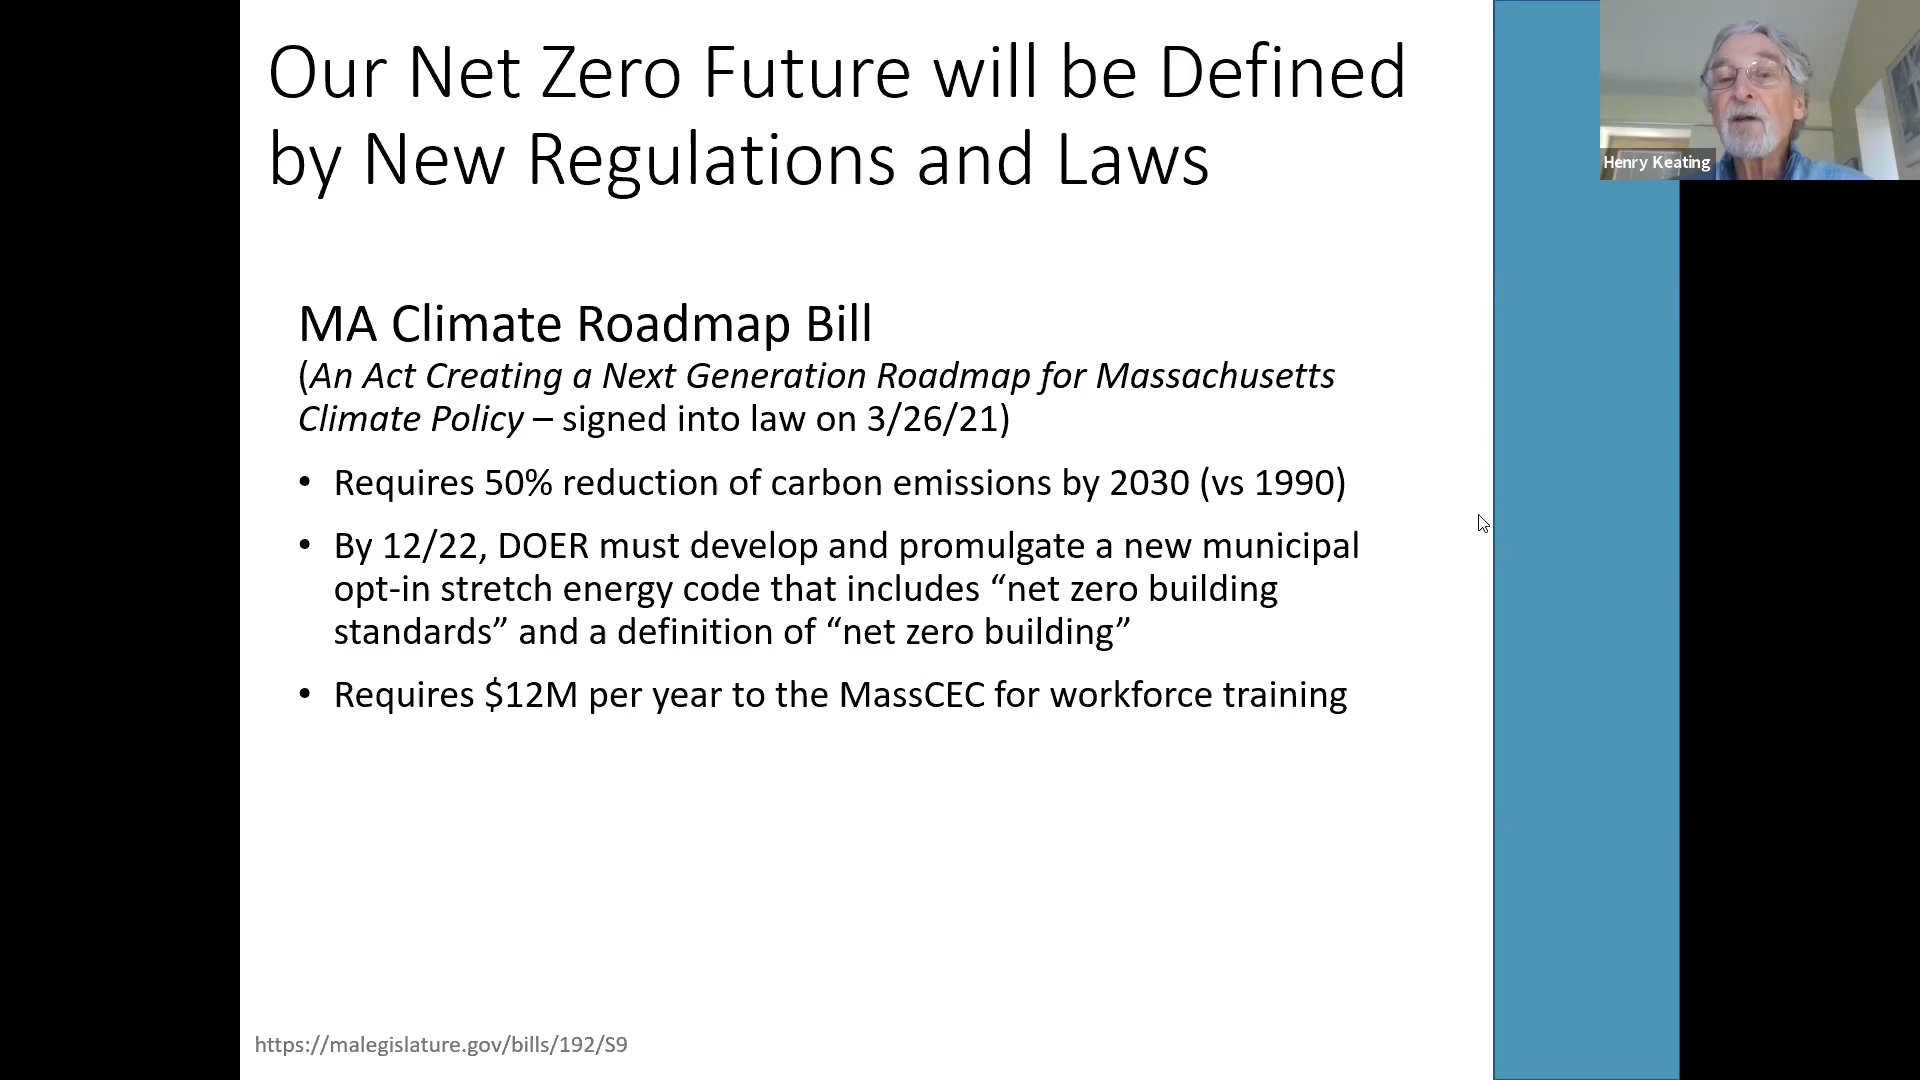 Our Net Zero Future will be Defined
by New Regulations and Laws
Henry Keating
MA Climate Roadmap Bill
(An Act Creating a Next Generation Roadmap for Massachusetts
Climate Policy – signed into law on 3/26/21)
• Requires 50% reduction of carbon emissions by 2030 (vs 1990)
• By 12/22, DOER must develop and promulgate a new municipal
opt-in stretch energy code that includes “net zero building
standards” and a definition of “net zero building”
• Requires $12M per year to the MassCEC for workforce training
https://malegislature.gov/bills/192/S9